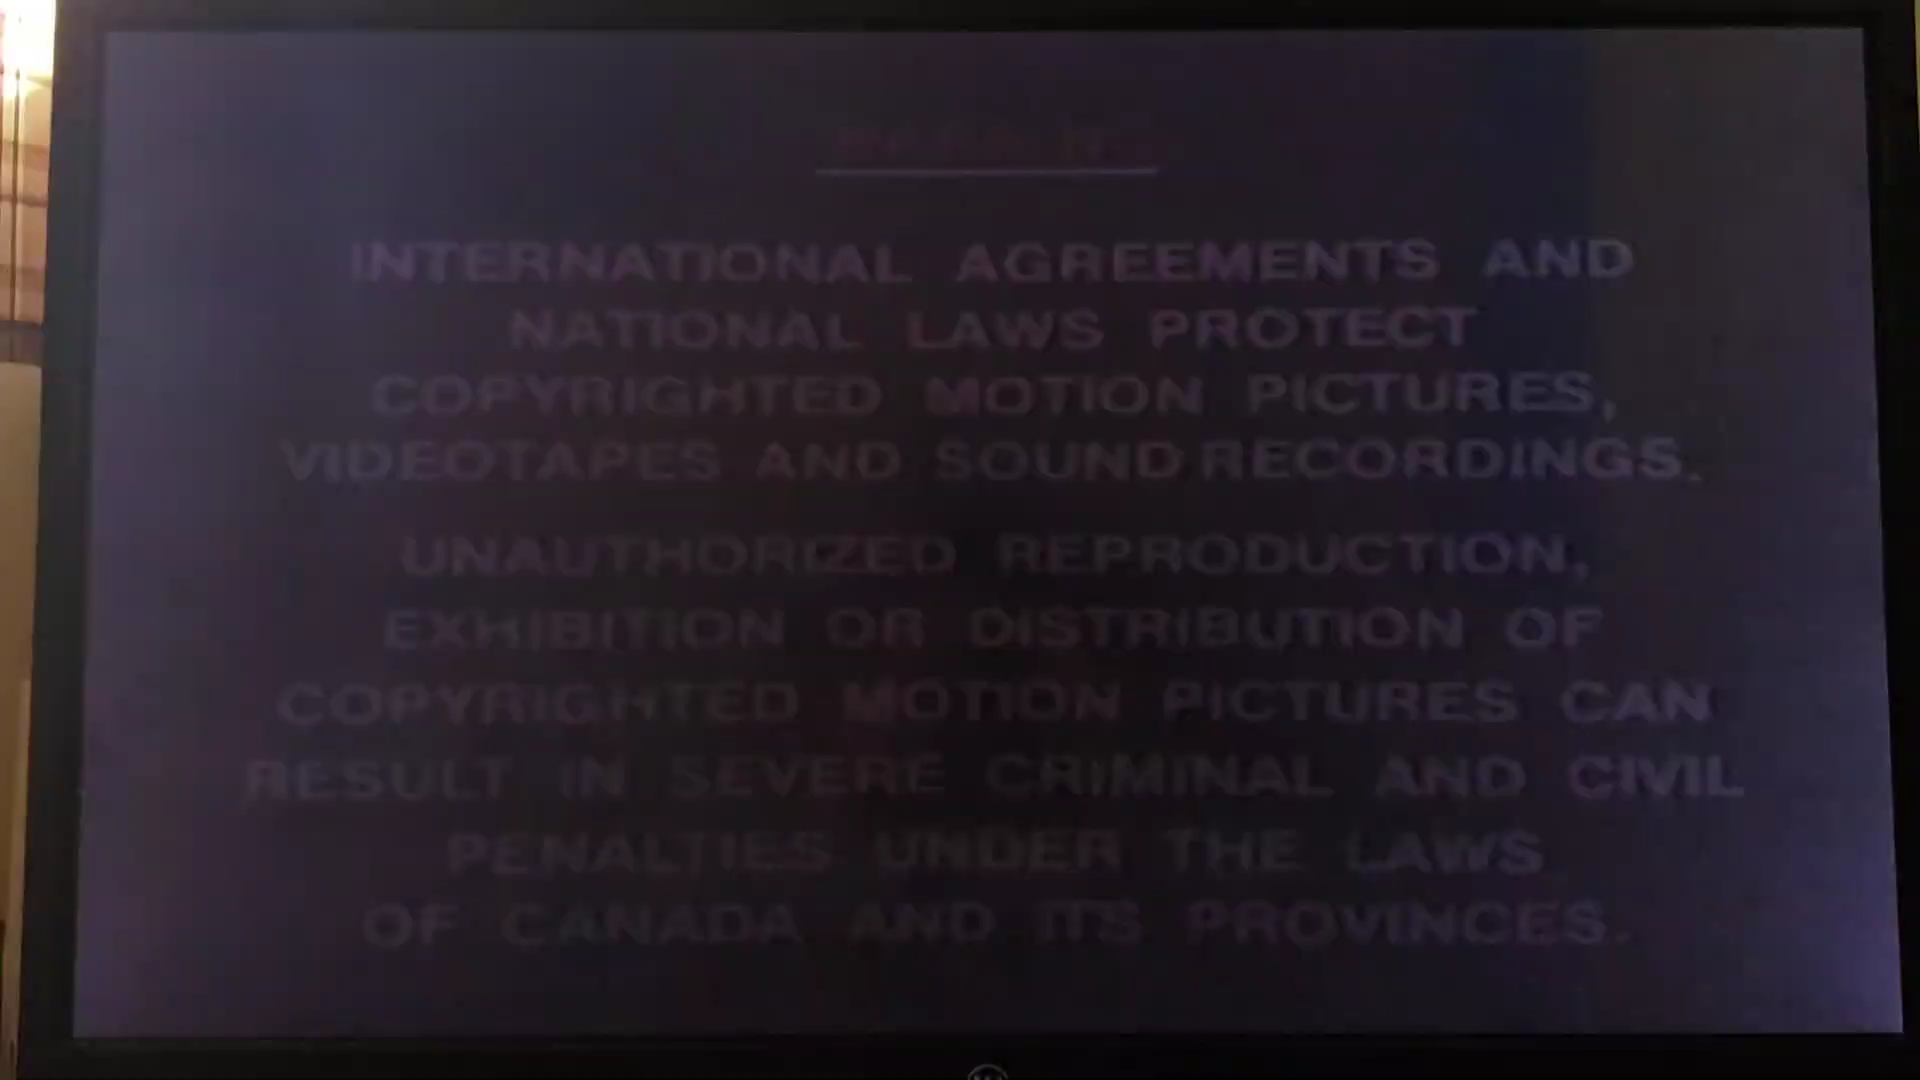 INTERNATIONAL AGREEMENTS AND
NATIONAL LAWS PROTECT
COPYRIGHTED MOTION PICTURES,
VIDEOTAPES AND SOUND RECORDINGS.
UNAUTHORIZED REPRODUCTION,
EXHIBITION OR DISTRIBUTION OF
COPYRIGHTED MOTION PICTURES CAN
RESULT IN SEVERE CRIMINAL AND CIVIL
PENALTIES UNDER THE LAWS
OF CANADA AND ITS PROVINCES.